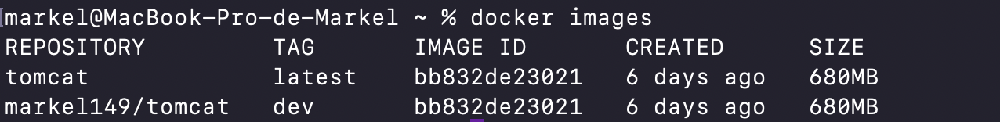 [markel@MacBook-Pro-de-Markel ~ % docker images
REPOSITORY TAG IMAGE ID CREATED SIZE
tomcat latest bb832de23021 6 days ago 680MB
markel149/tomcat dev bb832de23021 6 days ago 680MB